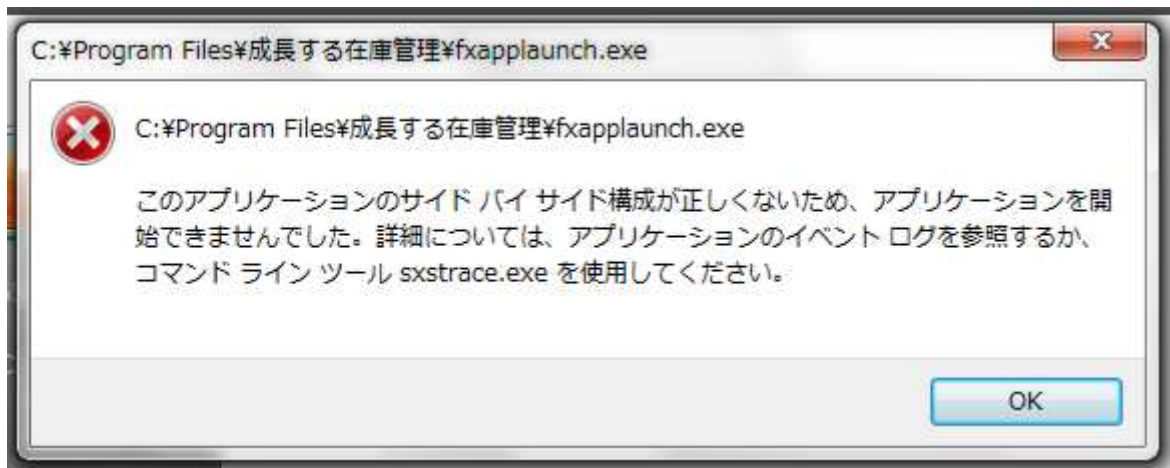 C:¥Program Files¥成長する在庫管理¥fxapplaunch.exe
C:¥Program Files¥成長する在庫管理¥fxapplaunch.exe
このアプリケーションのサイド バイ サイド構成が正しくないため、アプリケーションを開
始できませんでした。詳細については、アプリケーションのイベント ログを参照するか、
コマンド ライン ツール sxstrace.exe を使用してください。
OK